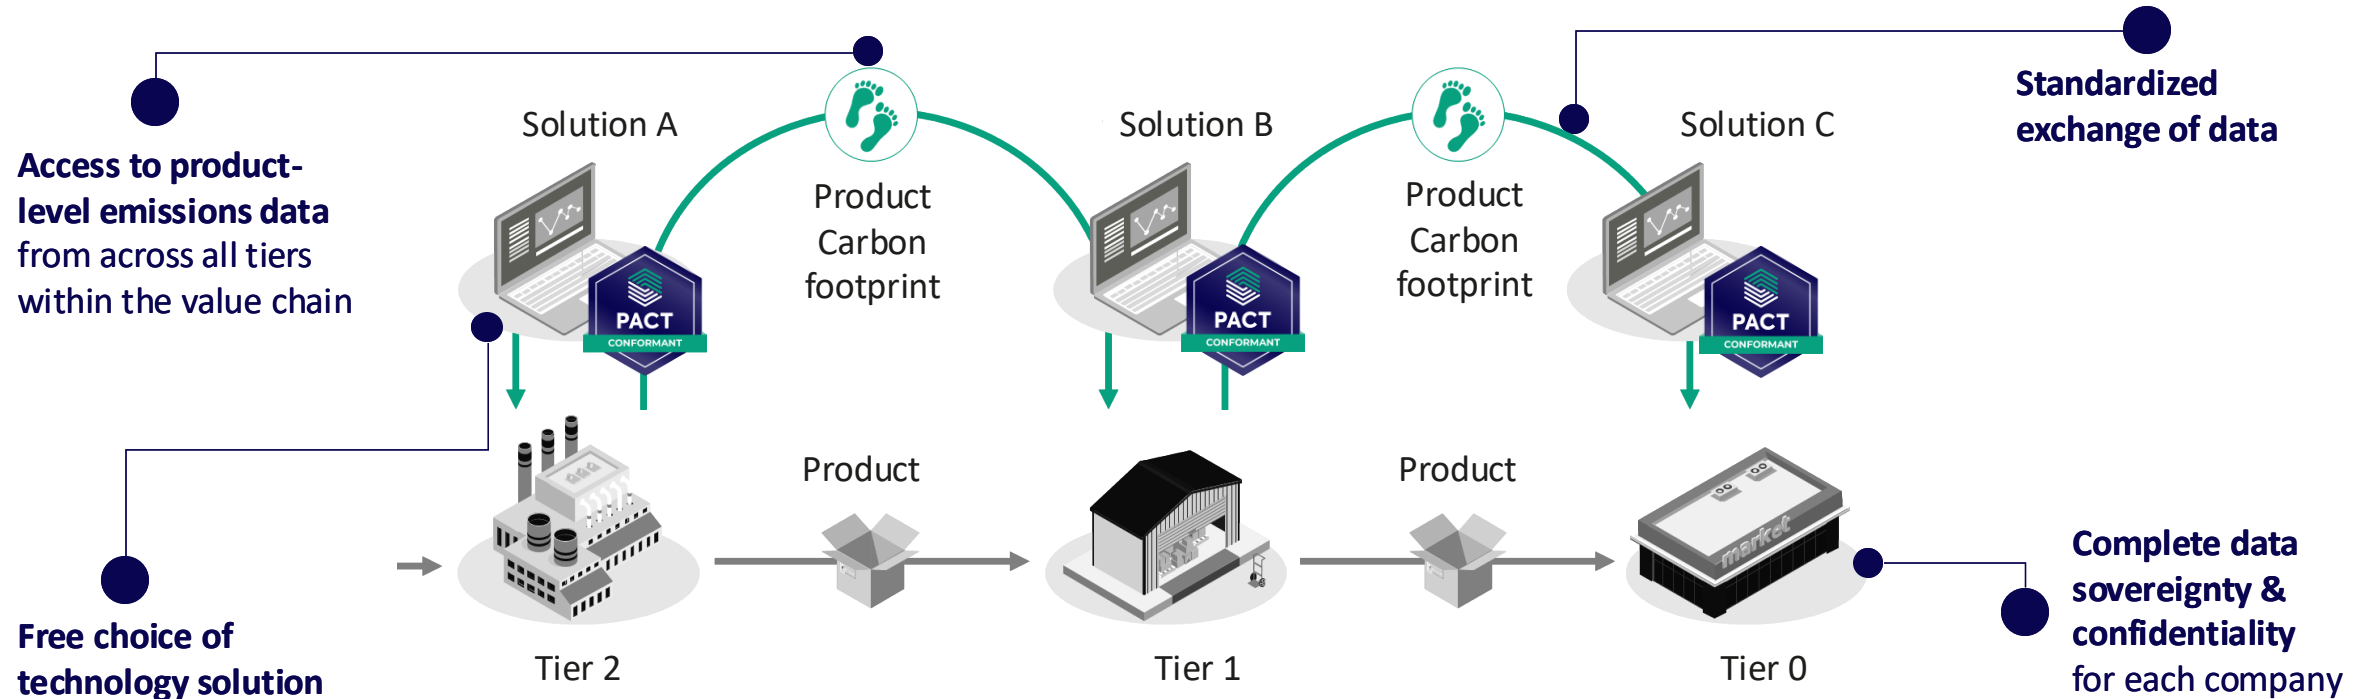 Access to product-
level emissions data
from across all tiers
within the value chain
Solution A
Product
Carbon
footprint
Solution B
Product
Carbon
footprint
Solution C
Standardized
exchange of data
PACT
CONFORMANT
PACT
CONFORMANT
PACT
CONFORMANT
Free choice of
technology solution
Product
Product
market
Tier 2
Tier 1
Tier 0
Complete data
sovereignty &
confidentiality
for each company